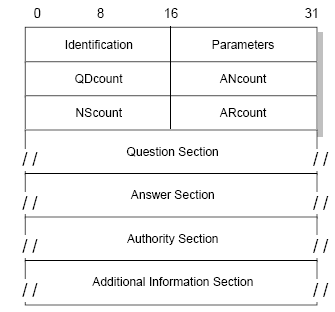 0 8 16 31
Identification Parameters
QDcount ANcount
NScount ARcount
Question Section
/ / / /
Answer Section
/ / / /
Authority Section
/ / / /
Additional Information Section
/ / / /